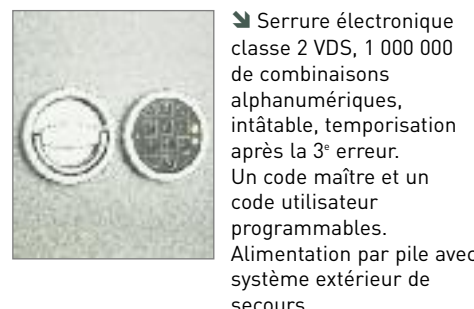 Serrure électronique
classe 2 VDS, 1 000 000
de combinaisons
alphanumériques,
intâtable, temporisation
après la 3e erreur.
Un code maître et un
code utilisateur
programmables.
Alimentation par pile avec
système extérieur de
secours